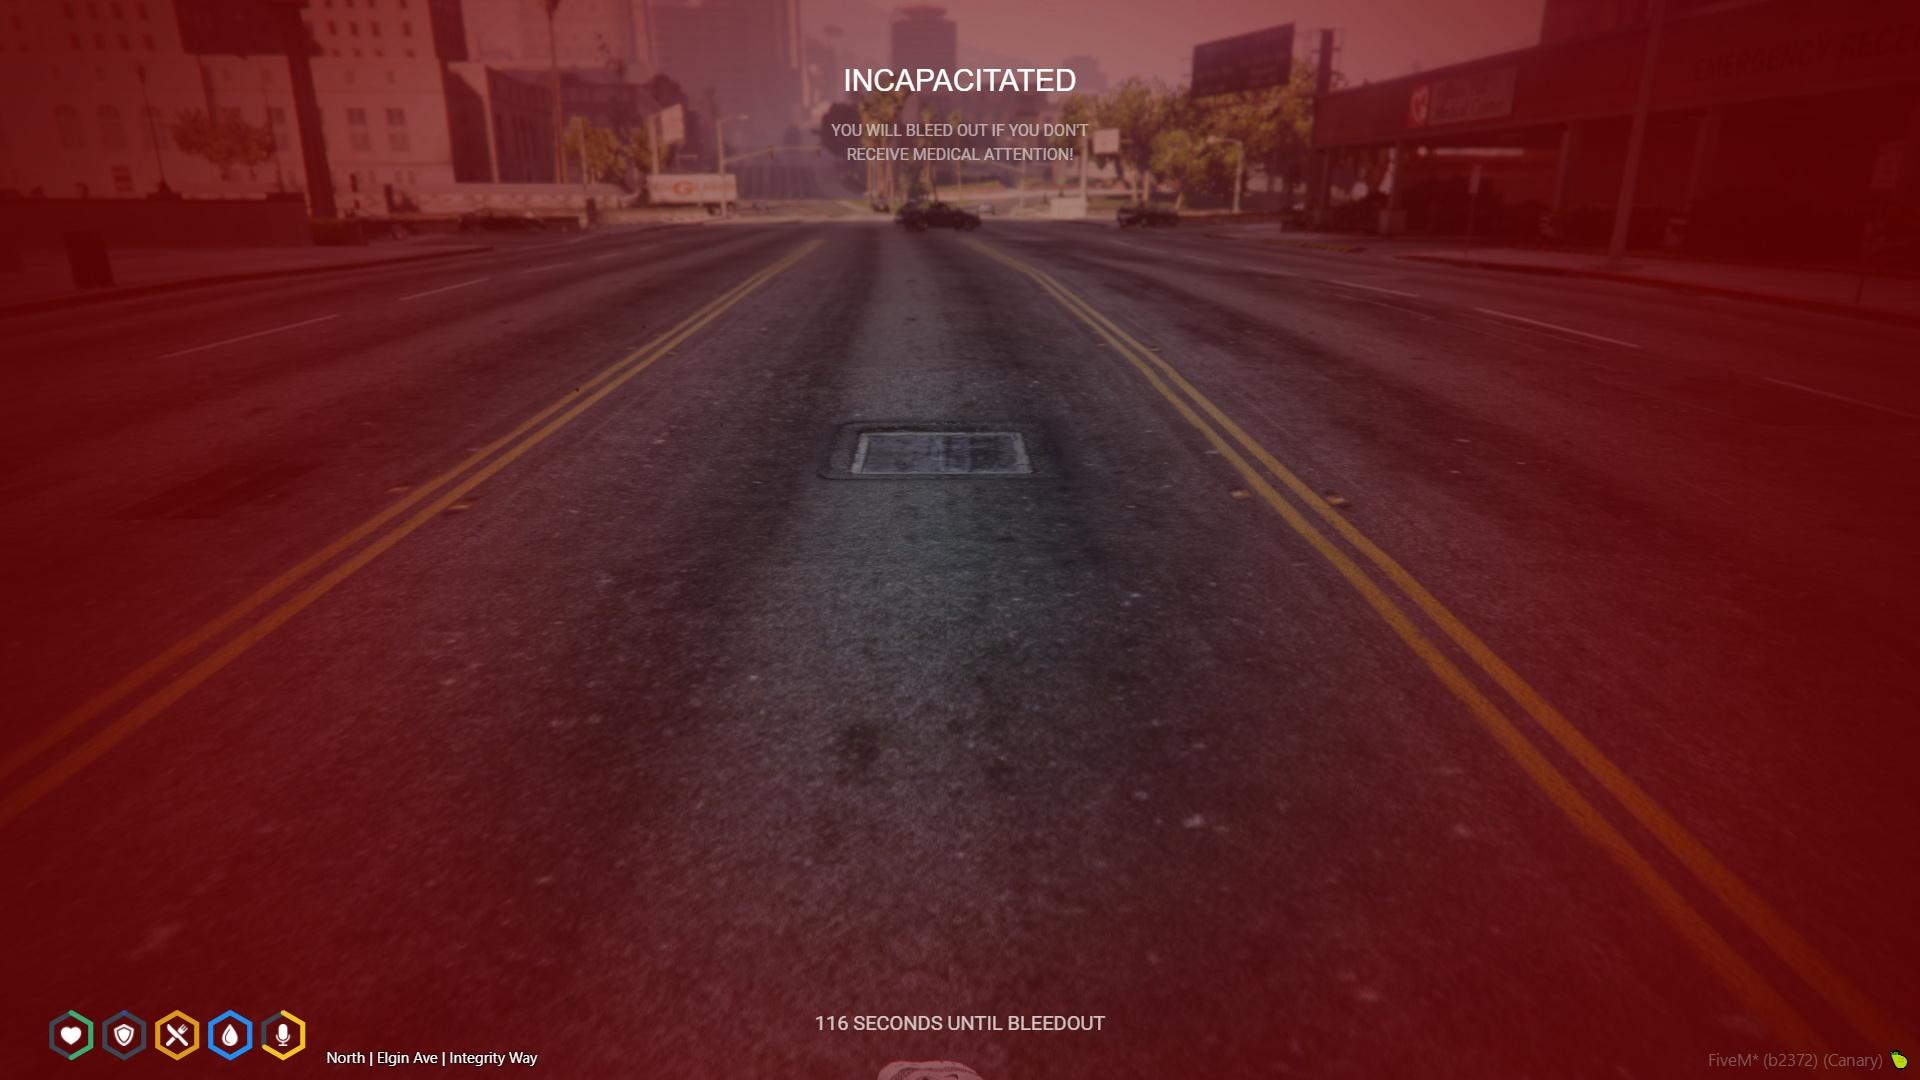 INCAPACITATED
YOU WILL BLEED OUT IF YOU DON'T
RECEIVE MEDICAL ATTENTION!
EMERGENCY
G
116 SECONDS UNTIL BLEEDOUT
North | Elgin Ave | Integrity Way
FiveM* (b2372) (Canary)